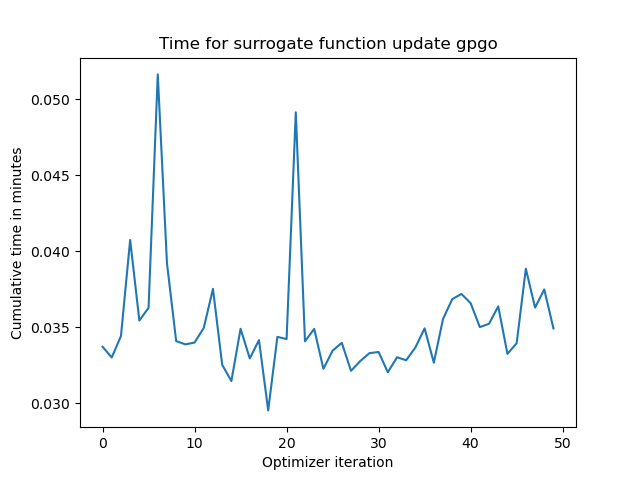 Time for surrogate function update gpgo
Cumulative time in minutes
0.050
0.045
0.040
0.035
0.030
0 10 20 30 40 50
Optimizer iteration